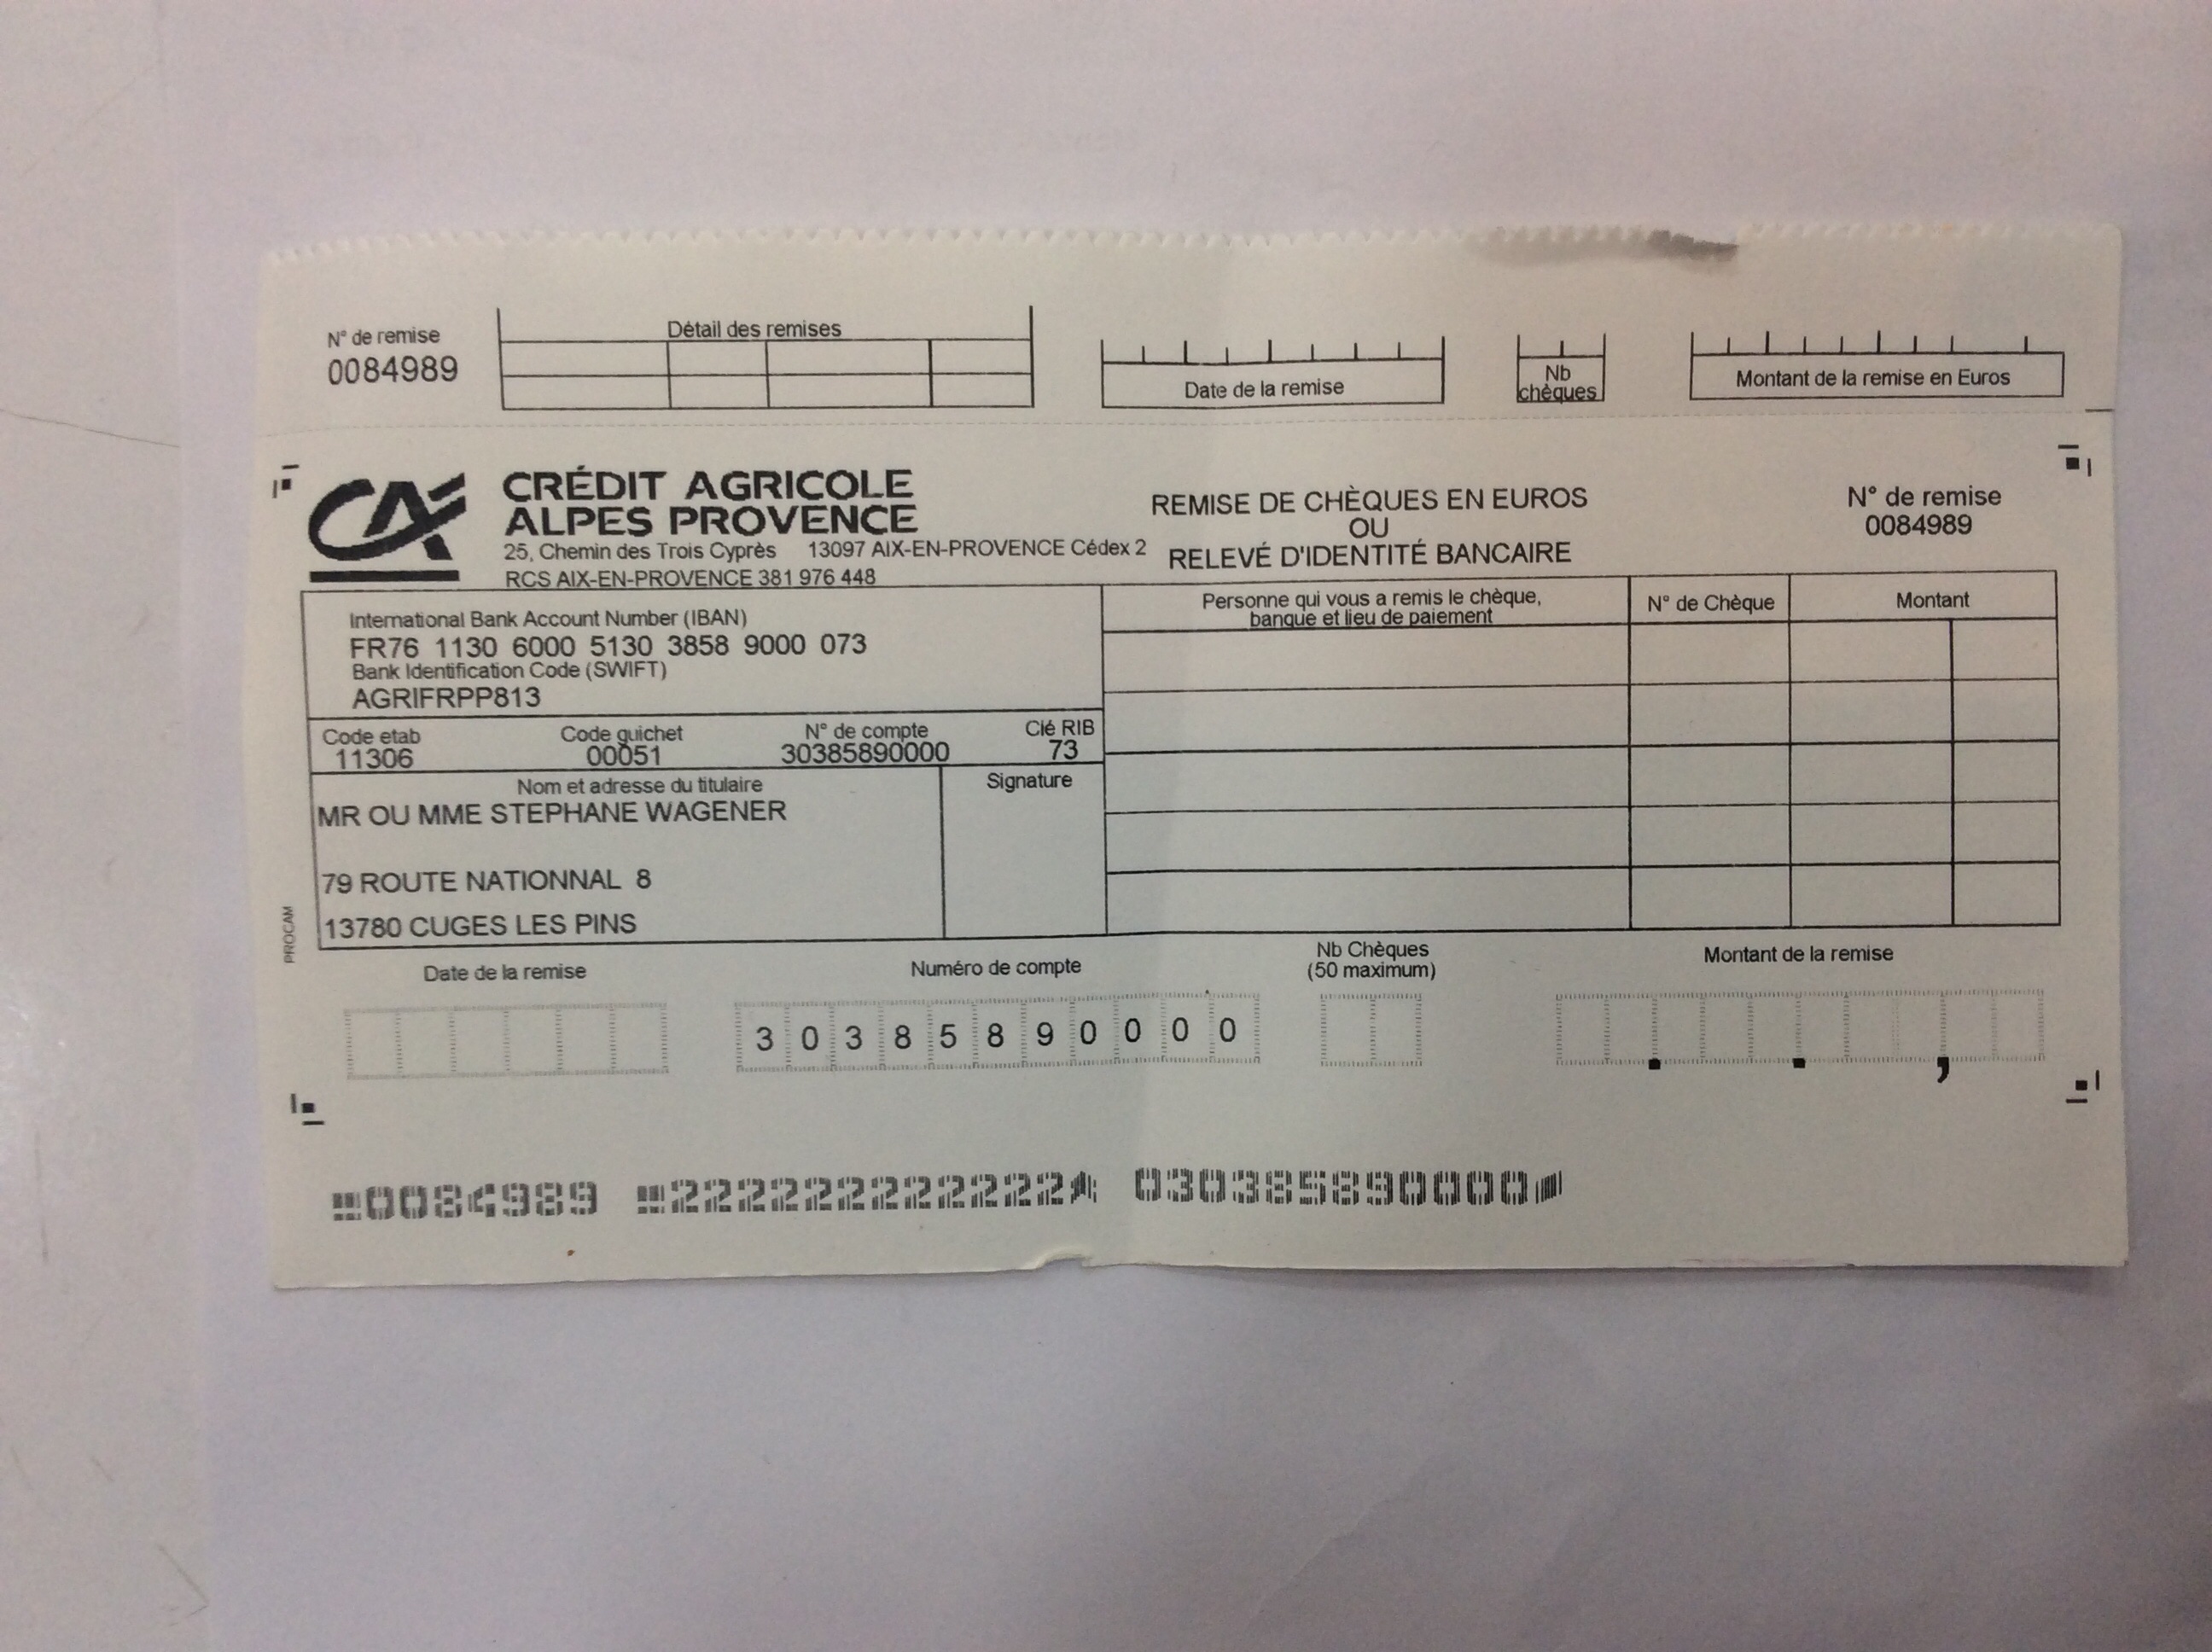 N° de remise
0084989
Détail des remises
Date de la remise
Nb
chèques
Montant de la remise en Euros
CRÉDIT AGRICOLE
ALPES PROVENCE
25, Chemin des Trois Cyprès 13097 AIX-EN-PROVENCE Cédex 2
RCS AIX-EN-PROVENCE 381 976 448
REMISE DE CHÈQUES EN EUROS
OU
RELEVÉ D'IDENTITÉ BANCAIRE
N° de remise
0084989
International Bank Account Number (IBAN)
FR76 1130 6000 5130 3858 9000 073
Bank Identification Code (SWIFT)
AGRIFRPP813
Code etab Code guichet N° de compte Clé RIB
11306 00051 30385890000 73
Nom et adresse du titulaire
Signature
MR OU MME STEPHANE WAGENER
79 ROUTE NATIONNAL 8
13780 CUGES LES PINS
PROCAM
Personne qui vous a remis le chèque,
banque et lieu de paiement
N° de Chèque
Montant
Date de la remise
Numéro de compte
Nb Chèques
(50 maximum)
Montant de la remise
3 0 3 8 5 8 9 0 0 0 0
0084989 222222222222 030385890000